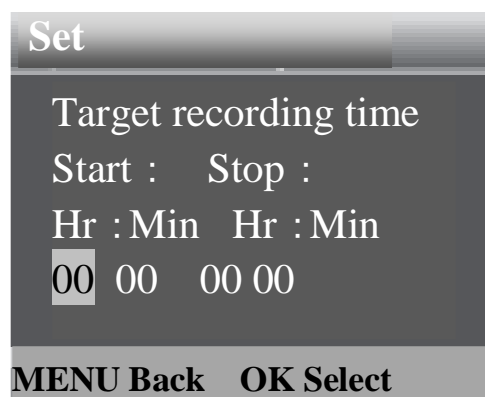 Set
Target recording time
Start : Stop :
Hr : Min Hr : Min
00 00 00 00
MENU Back OK Select